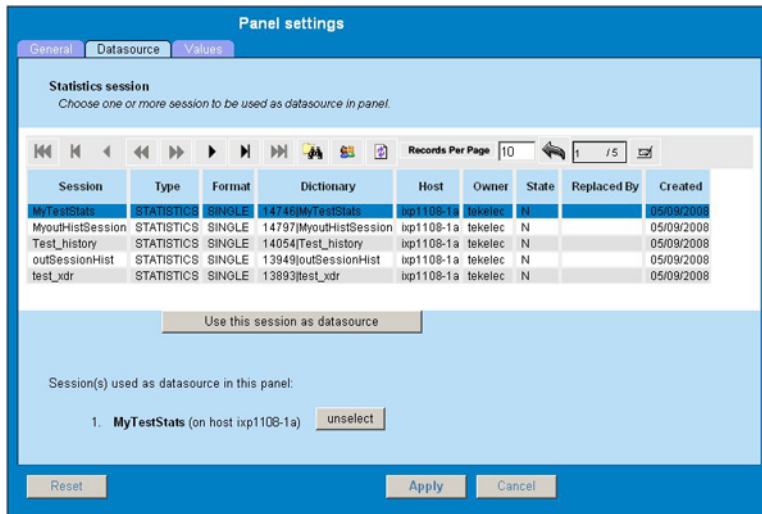 Panel settings
General Datasource Values
Statistics session
Choose one or more session to be used as datasource in panel.
Records Per Page 10 1 /5
Session Type Format Dictionary Host Owner State Replaced By Created
MyTestStats STATISTICS SINGLE 14746|MyTestStats ixp1108-1a tekelec N 05/09/2008
MyoutHistSession STATISTICS SINGLE 14797|MyoutHistSession ixp1108-1a tekelec N 05/09/2008
Test_history STATISTICS SINGLE 14054|Test_history ixp1108-1a tekelec N 05/09/2008
outSessionHist STATISTICS SINGLE 13949|outSessionHist ixp1108-1a tekelec N 05/09/2008
test_xdr STATISTICS SINGLE 13893|test_xdr ixp1108-1a tekelec N 05/09/2008
Use this session as datasource
Session(s) used as datasource in this panel:
1. MyTestStats (on host ixp1108-1a) unselect
Reset Apply Cancel